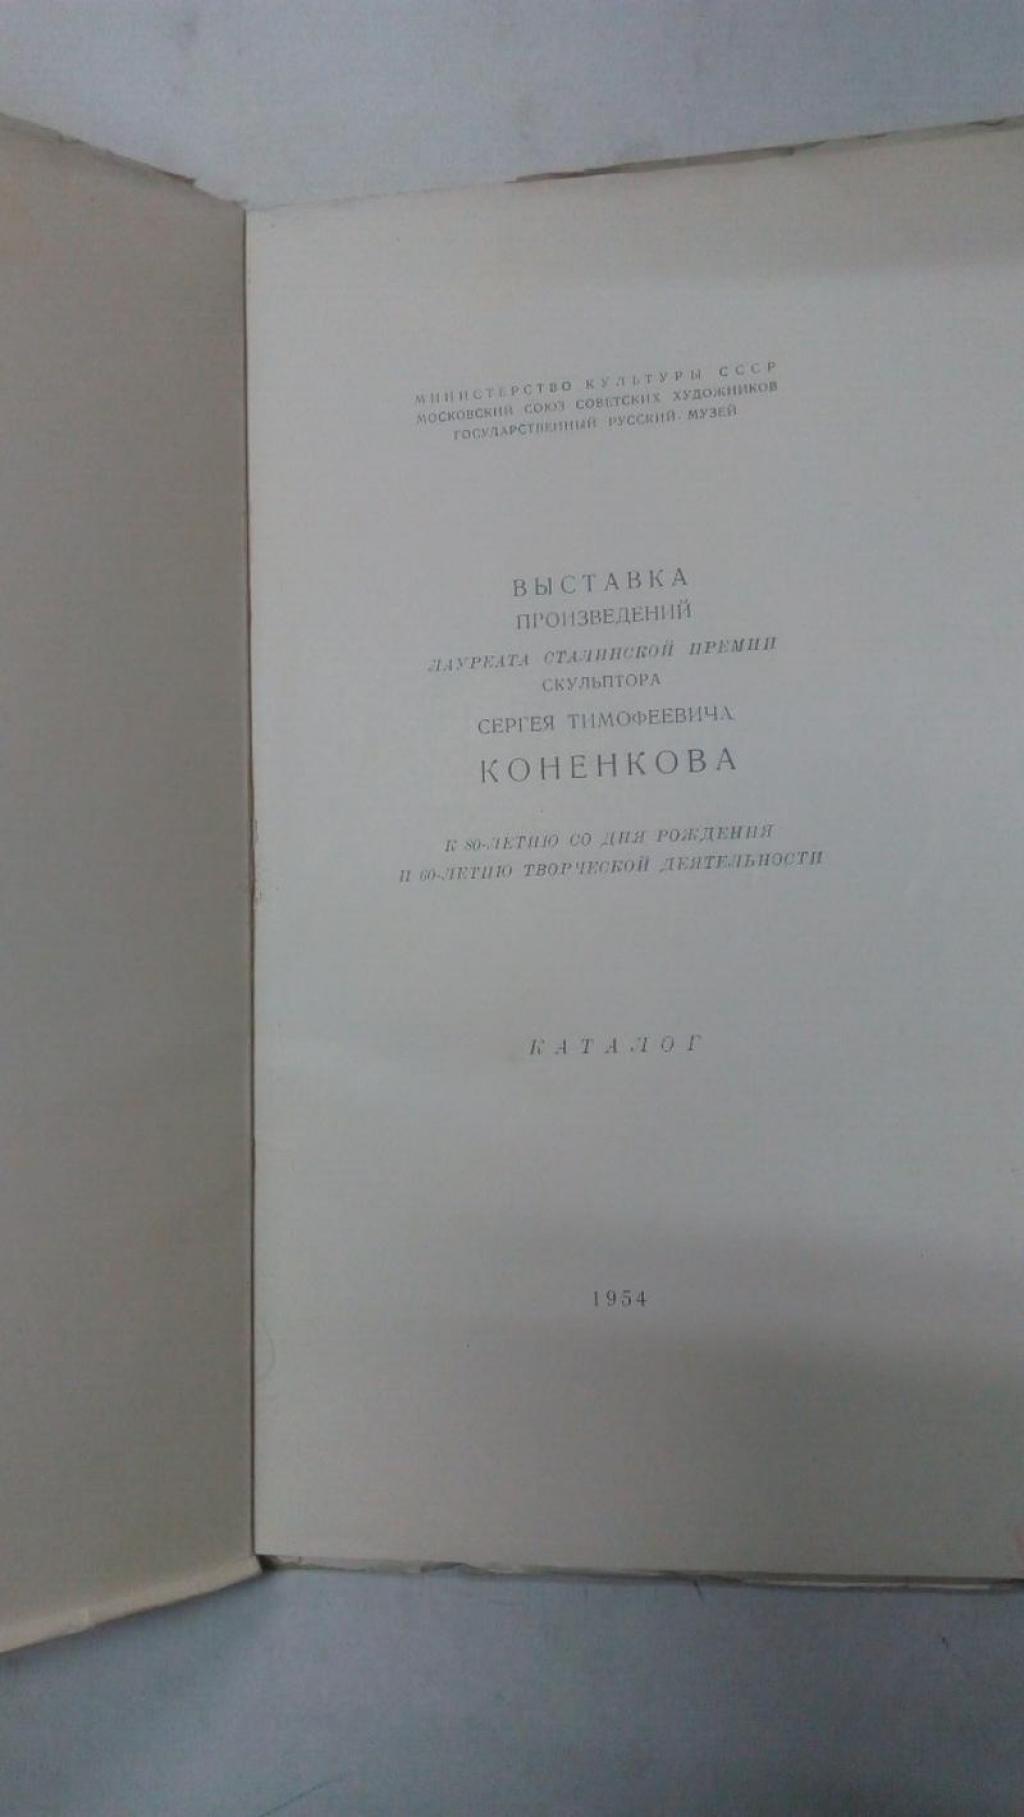 МИНИСТЕРСТВО КУЛЬТУРЫ СССР
МОСКОВСКИЙ СОЮЗ СОВЕТСКИХ ХУДОЖНИКОВ
ГОСУДАРСТВЕННЫЙ РУССКИЙ МУЗЕЙ
ВЫСТАВКА
ПРОИЗВЕДЕНИЙ
ЛАУРЕАТА СТАЛИНСКОЙ ПРЕМИИ
СКУЛЬПТОРА
СЕРГЕЯ ТИМОФЕЕВИЧА
КОНЕНКОВА
К 80-ЛЕТИЮ СО ДНЯ РОЖДЕНИЯ
И 60-ЛЕТИЮ ТВОРЧЕСКОЙ ДЕЯТЕЛЬНОСТИ
КАТАЛОГ
1954